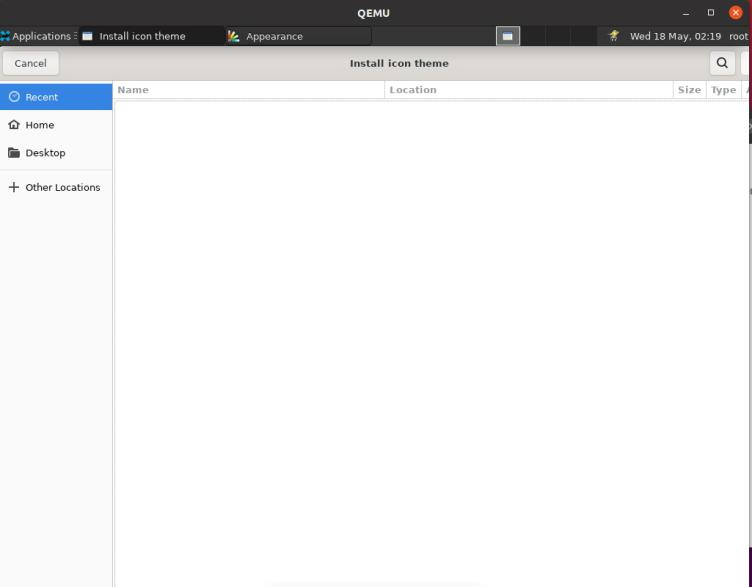 QEMU
Applications Install icon theme Appearance Wed 18 May, 02:19 root
Cancel Install icon theme
Recent Name Location Size Type
Home
Desktop
Other Locations